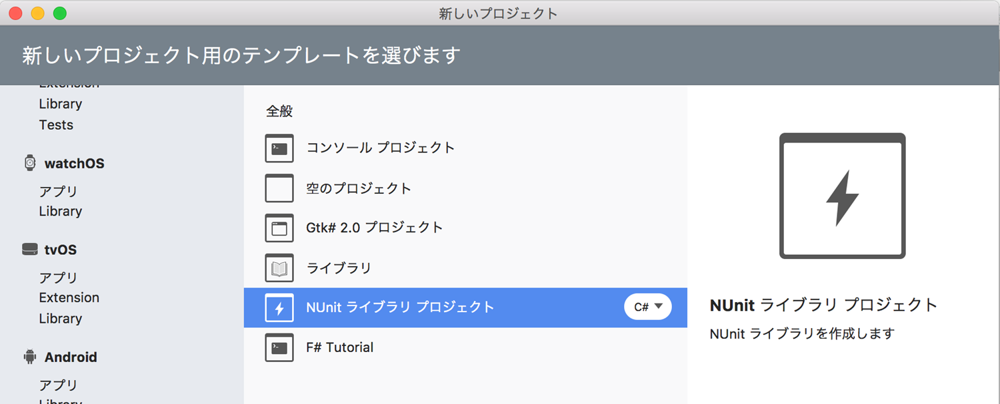 新しいプロジェクト
新しいプロジェクト用のテンプレートを選びます
Extension
Library
Tests
watchOS
アプリ
Library
tvOS
アプリ
Extension
Library
Android
アプリ
Library
全般
コンソール プロジェクト
空のプロジェクト
Gtk# 2.0 プロジェクト
ライブラリ
NUnit ライブラリ プロジェクト
C#
F# Tutorial
NUnit ライブラリ プロジェクト
NUnit ライブラリを作成します